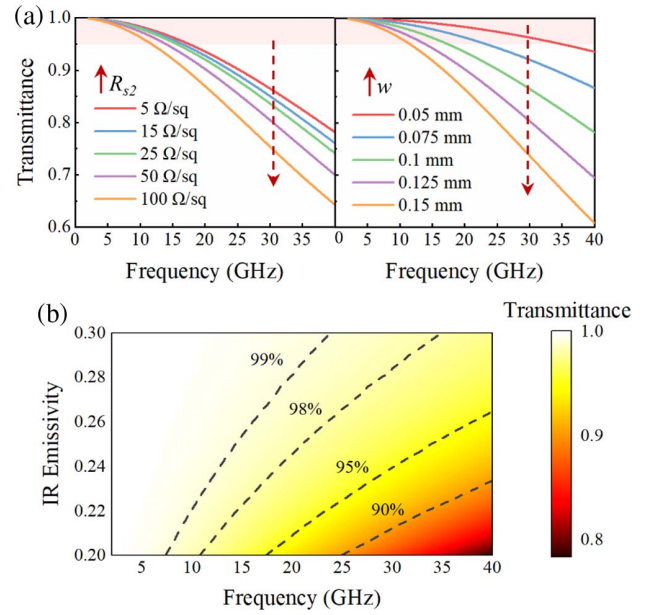 (a)
Transmittance
1.0
0.9
0.8
0.7
0.6
R_{s2}
5 Ω/sq
15 Ω/sq
25 Ω/sq
50 Ω/sq
100 Ω/sq
0 5 10 15 20 25 30 35
Frequency (GHz)
w
0.05 mm
0.075 mm
0.1 mm
0.125 mm
0.15 mm
0 5 10 15 20 25 30 35 40
Frequency (GHz)
(b)
Transmittance
IR Emissivity
0.30
0.28
0.26
0.24
0.22
0.20
99%
98%
95%
90%
5 10 15 20 25 30 35 40
Frequency (GHz)
1.0
0.9
0.8